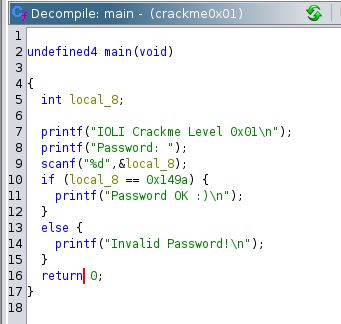 Decompile: main - (crackme0x01)
1
2 undefined4 main(void)
3
4 {
5 int local_8;
6
7 printf("IOLI Crackme Level 0x01\n");
8 printf("Password: ");
9 scanf("%d",&local_8);
10 if (local_8 == 0x149a) {
11 printf("Password OK :)\n");
12 }
13 else {
14 printf("Invalid Password!\n");
15 }
16 return 0;
17 }
18